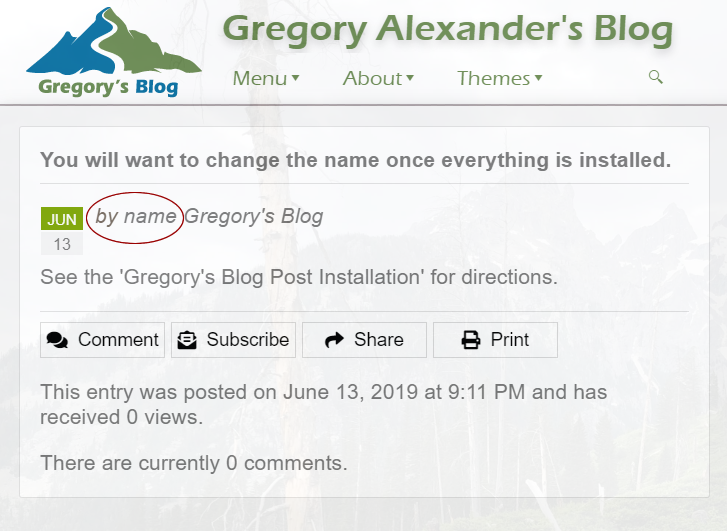 Gregory Alexander's Blog
Gregory's Blog
Menu About Themes
You will want to change the name once everything is installed.
JUN
13
by name Gregory's Blog
See the 'Gregory's Blog Post Installation' for directions.
Comment Subscribe Share Print
This entry was posted on June 13, 2019 at 9:11 PM and has
received 0 views.
There are currently 0 comments.